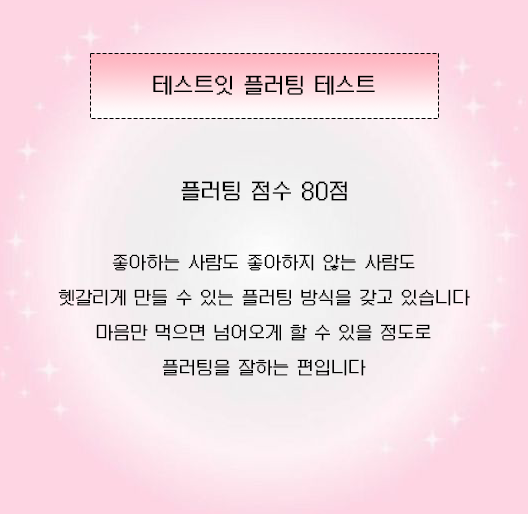 테스트잇 플러팅 테스트
플러팅 점수 80점
좋아하는 사람도 좋아하지 않는 사람도
헷갈리게 만들 수 있는 플러팅 방식을 갖고 있습니다
마음만 먹으면 넘어오게 할 수 있을 정도로
플러팅을 잘하는 편입니다